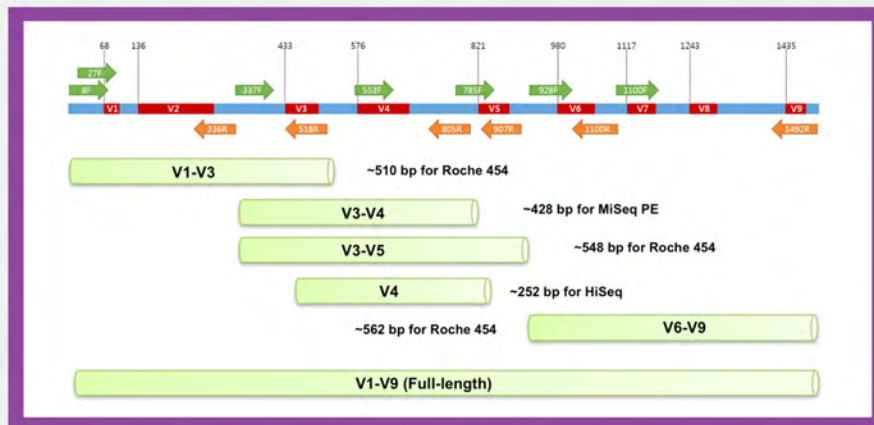 68 136 433 576 821 980 1117 1243 1435
27F
8F 337F 553F 785F 928F 1100F
V1 V2 V3 V4 V5 V6 V7 V8 V9
336R 518R 805R 907R 1100R 1492R
V1-V3 ~510 bp for Roche 454
V3-V4 ~428 bp for MiSeq PE
V3-V5 ~548 bp for Roche 454
V4 ~252 bp for HiSeq
~562 bp for Roche 454 V6-V9
V1-V9 (Full-length)